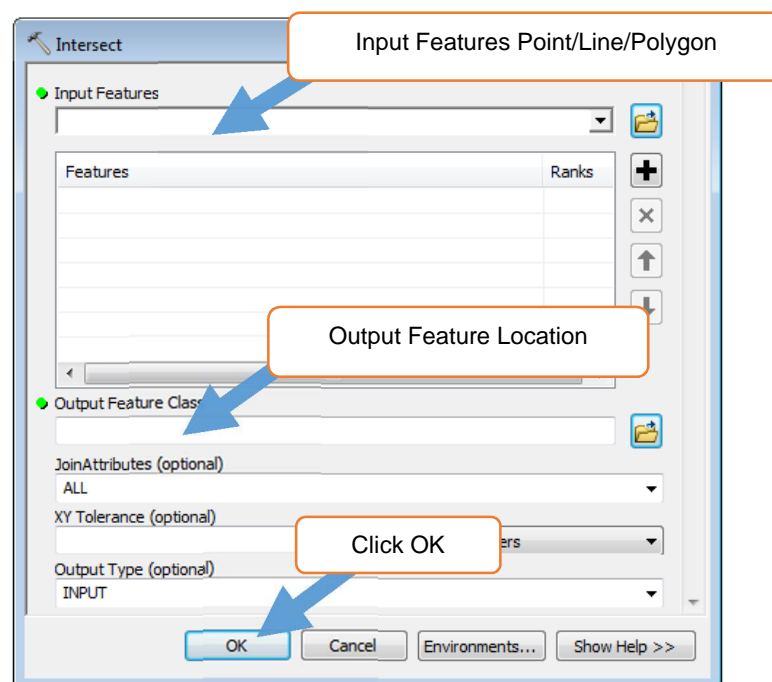 Intersect
Input Features Point/Line/Polygon
Input Features
Features Ranks
Output Feature Location
Output Feature Class
JoinAttributes (optional)
ALL
XY Tolerance (optional)
Click OK
Output Type (optional)
INPUT
OK Cancel Environments... Show Help >>